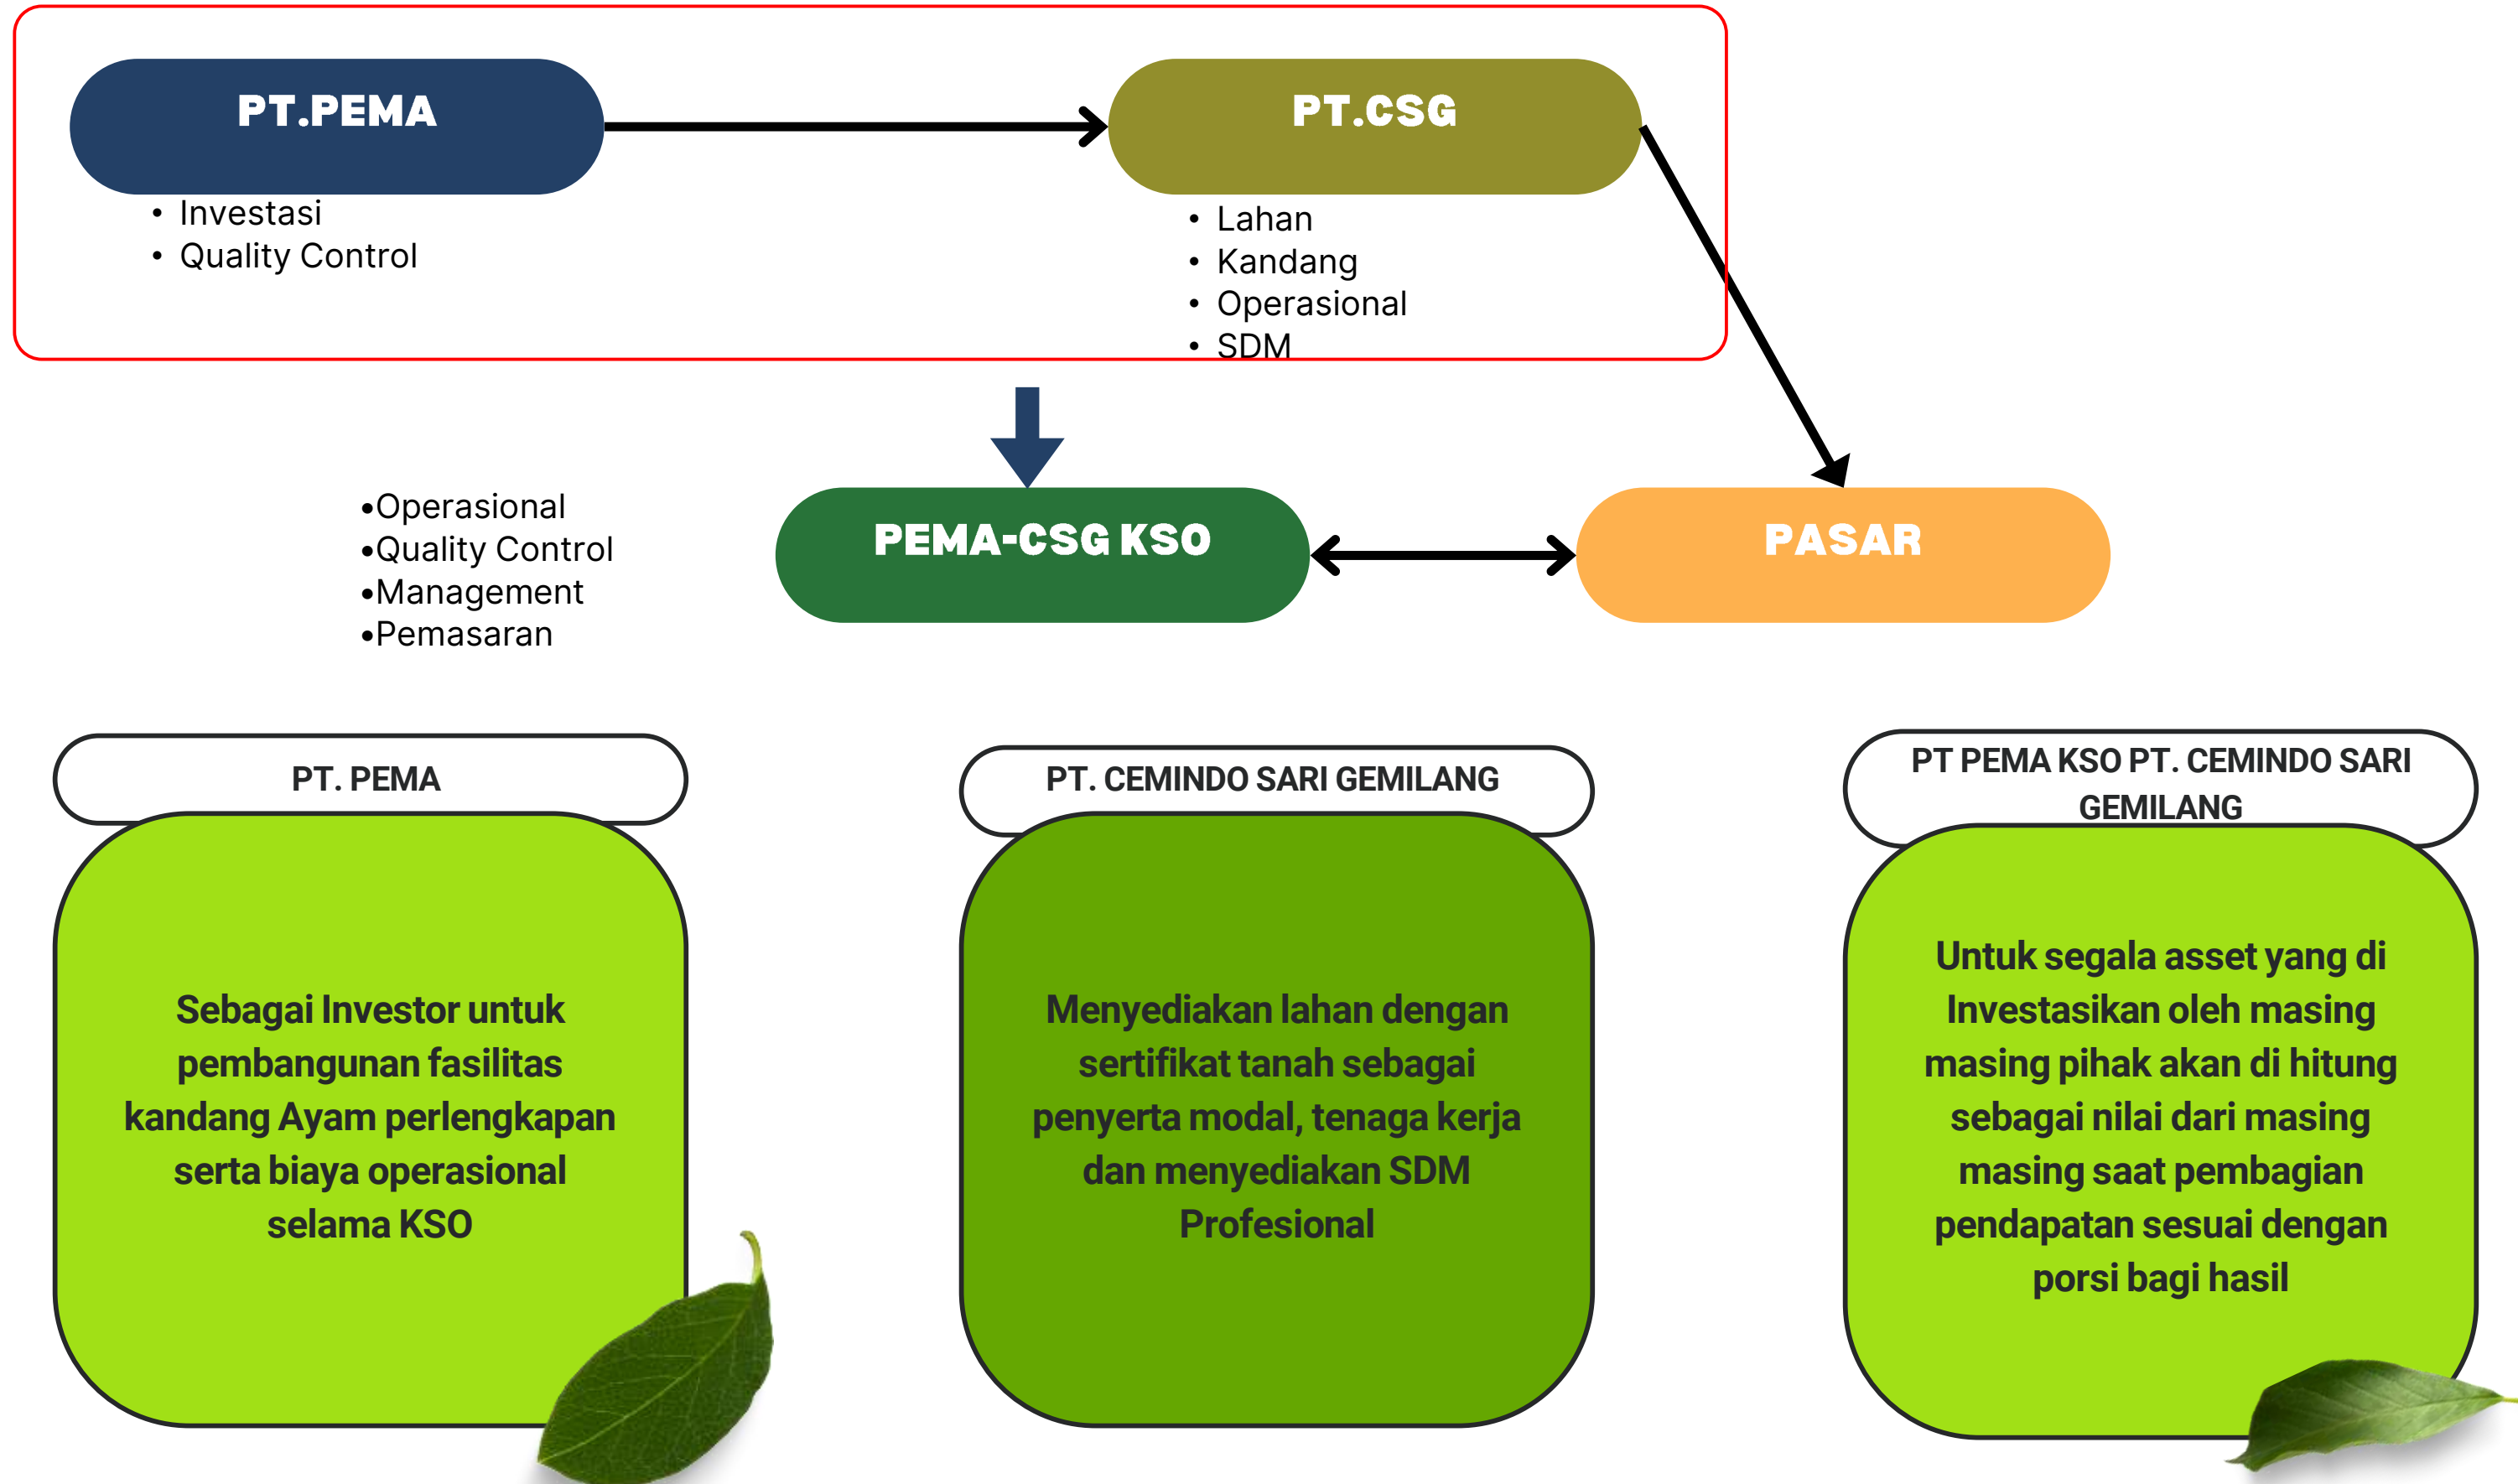 PT.PEMA
• Investasi
• Quality Control
PT.CSG
• Lahan
• Kandang
• Operasional
• SDM
•Operasional
•Quality Control
•Management
•Pemasaran
PEMA-CSG KSO
PASAR
PT. PEMA
Sebagai Investor untuk
pembangunan fasilitas
kandang Ayam perlengkapan
serta biaya operasional
selama KSO
PT. CEMINDO SARI GEMILANG
Menyediakan lahan dengan
sertifikat tanah sebagai
penyerta modal, tenaga kerja
dan menyediakan SDM
Profesional
PT PEMA KSO PT. CEMINDO SARI
GEMILANG
Untuk segala asset yang di
Investasikan oleh masing
masing pihak akan di hitung
sebagai nilai dari masing
masing saat pembagian
pendapatan sesuai dengan
porsi bagi hasil